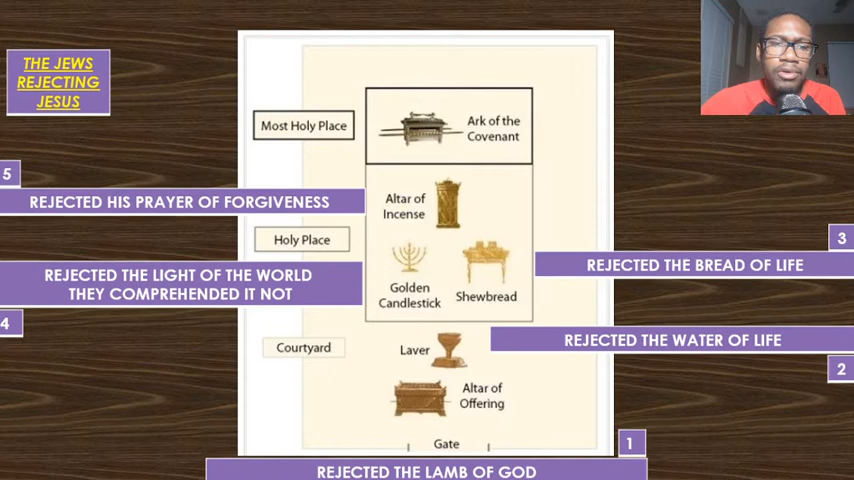 THE JEWS
REJECTING
JESUS
Most Holy Place
Ark of the
Covenant
5
REJECTED HIS PRAYER OF FORGIVENESS
Altar of
Incense
Holy Place
3
REJECTED THE BREAD OF LIFE
REJECTED THE LIGHT OF THE WORLD
THEY COMPREHENDED IT NOT
4
Golden
Candlestick
Shewbread
REJECTED THE WATER OF LIFE
2
Courtyard
Laver
Altar of
Offering
Gate
1
REJECTED THE LAMB OF GOD